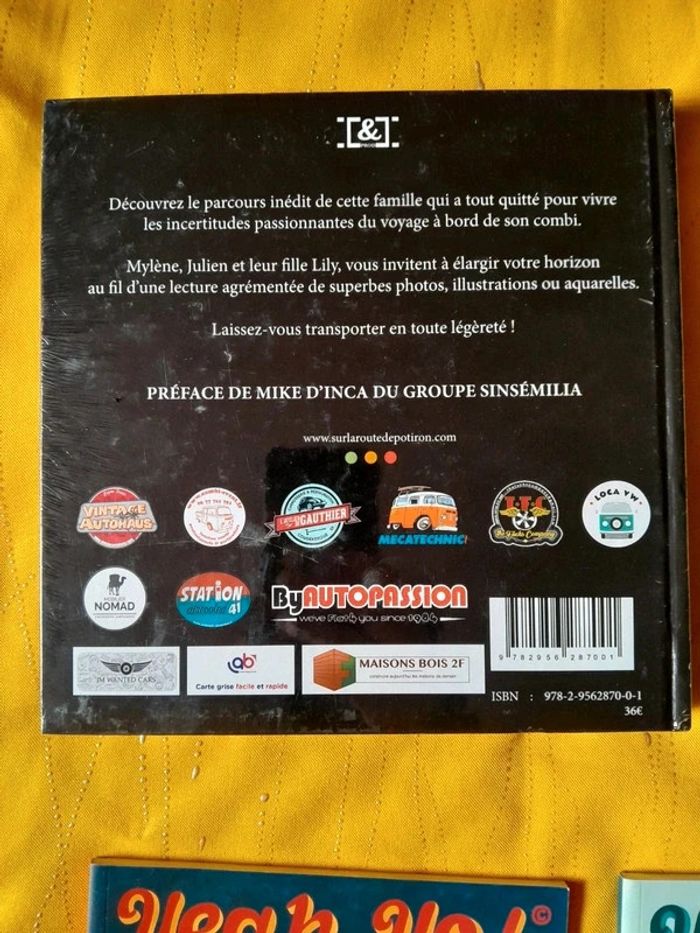 [&]
PROD
Découvrez le parcours inédit de cette famille qui a tout quitté pour vivre
les incertitudes passionnantes du voyage à bord de son combi.
Mylène, Julien et leur fille Lily, vous invitent à élargir votre horizon
au fil d'une lecture agrémentée de superbes photos, illustrations ou aquarelles.
Laissez-vous transporter en toute légèreté !
PRÉFACE DE MIKE D'INCA DU GROUPE SINSÉMILIA
www.surlaroutedepotiron.com
VINTAGE
AUTOHAUS
GAUTHIER
MECATECHNIC
LOCA VW
NOMAD
STATION
41
ByAUTOPASSION
JM WANTED CARS
Carte grise facile et rapide
MAISONS BOIS 2F
9 782956 287001
ISBN : 978-2-9562870-0-1
36€
Yeah Yo! ©